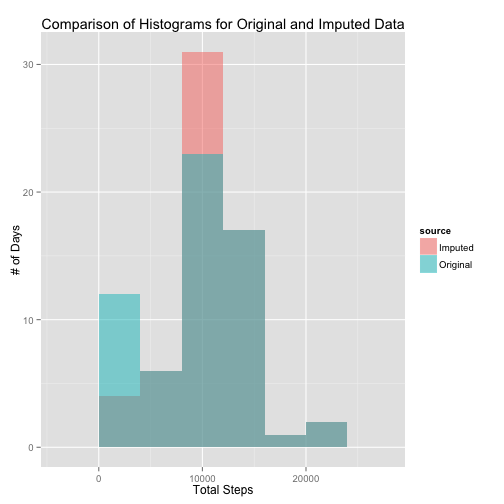 Comparison of Histograms for Original and Imputed Data
30
20
10
0
# of Days
0 10000 20000
Total Steps
source
Imputed
Original